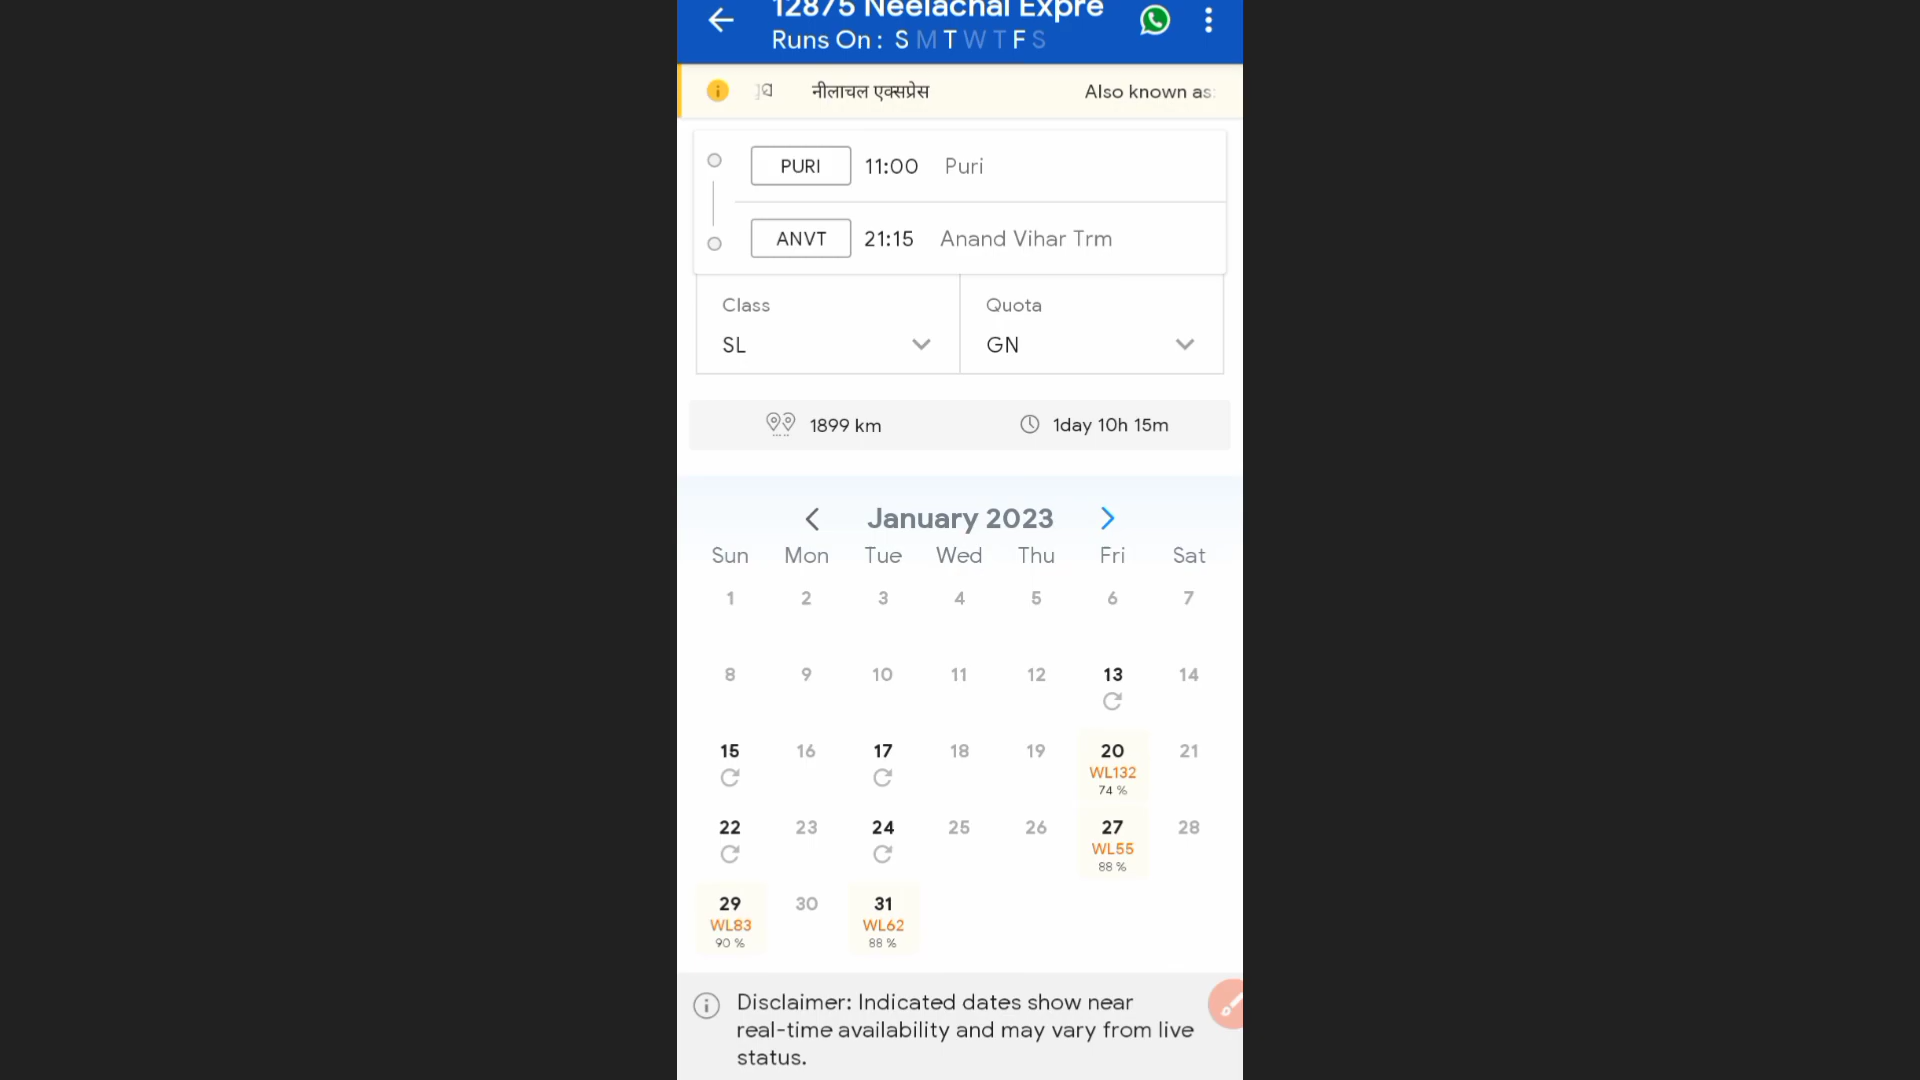 12875 Neelachal Expre
Runs On : S M T W T F S
नीलाचल एक्सप्रेस Also known as:
PURI 11:00 Puri
ANVT 21:15 Anand Vihar Trm
Class Quota
SL GN
1899 km 1day 10h 15m
January 2023
Sun Mon Tue Wed Thu Fri Sat
1 2 3 4 5 6 7
8 9 10 11 12 13 14
15 16 17 18 19 20 21
WL132
74 %
22 23 24 25 26 27 28
WL55
88 %
29 30 31
WL83 WL62
90 % 88 %
Disclaimer: Indicated dates show near
real-time availability and may vary from live
status.